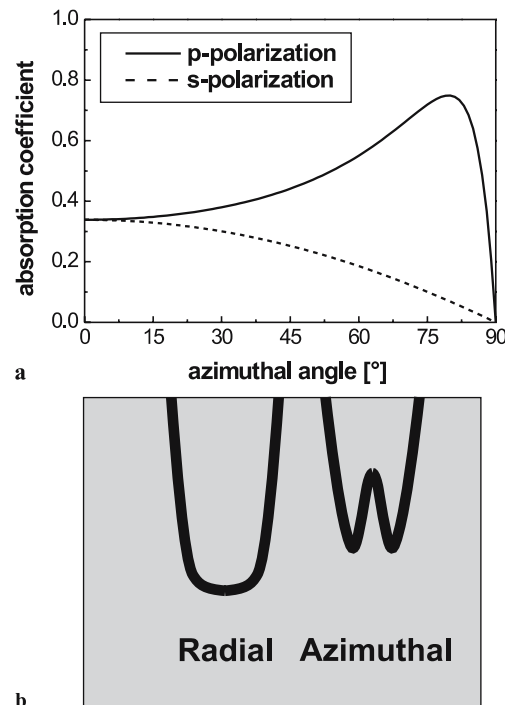 1.0
p-polarization
s-polarization
0.8
0.6
0.4
0.2
0.0
absorption coefficient
0 15 30 45 60 75 90
azimuthal angle [°]
a
Radial Azimuthal
b